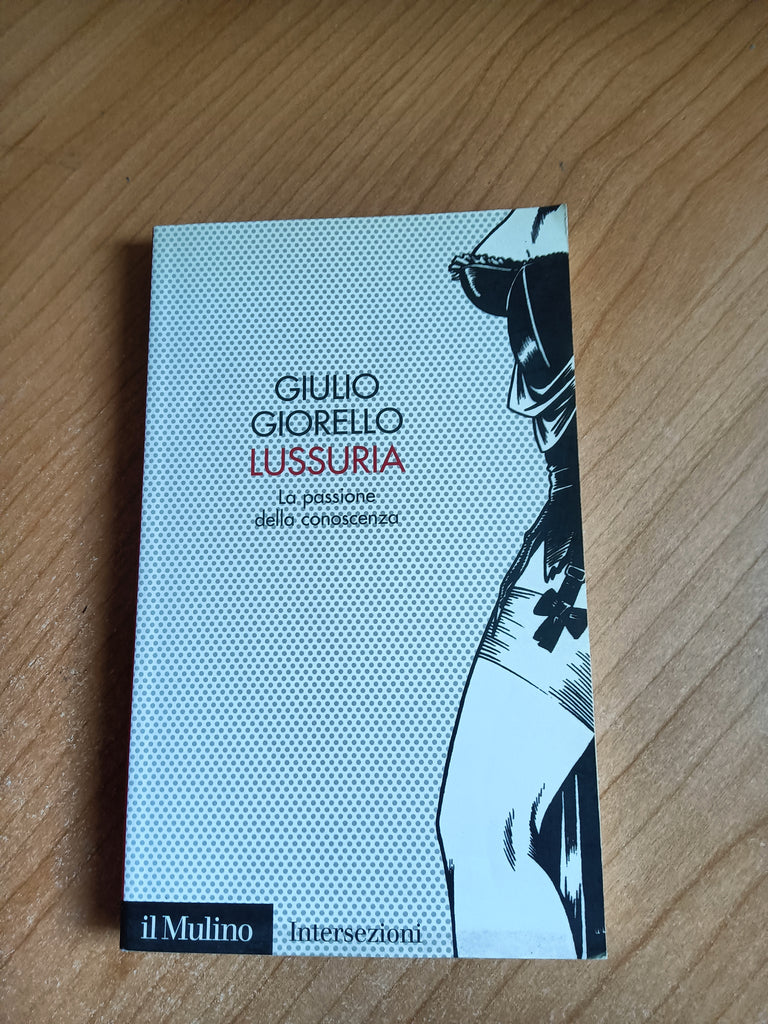 GIULIO
GIORELLO
LUSSURIA
La passione
della conoscenza
il Mulino
Intersezioni